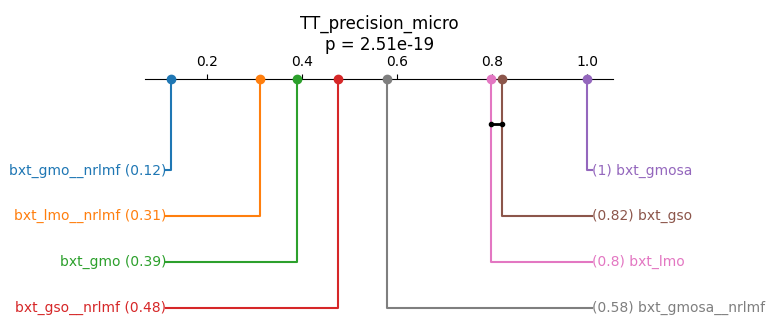 TT_precision_micro
p = 2.51e-19
0.2 0.4 0.6 0.8 1.0
bxt_gmo__nrlmf (0.12) (1) bxt_gmosa
bxt_lmo__nrlmf (0.31) (0.82) bxt_gso
bxt_gmo (0.39) (0.8) bxt_lmo
bxt_gso__nrlmf (0.48) (0.58) bxt_gmosa__nrlmf